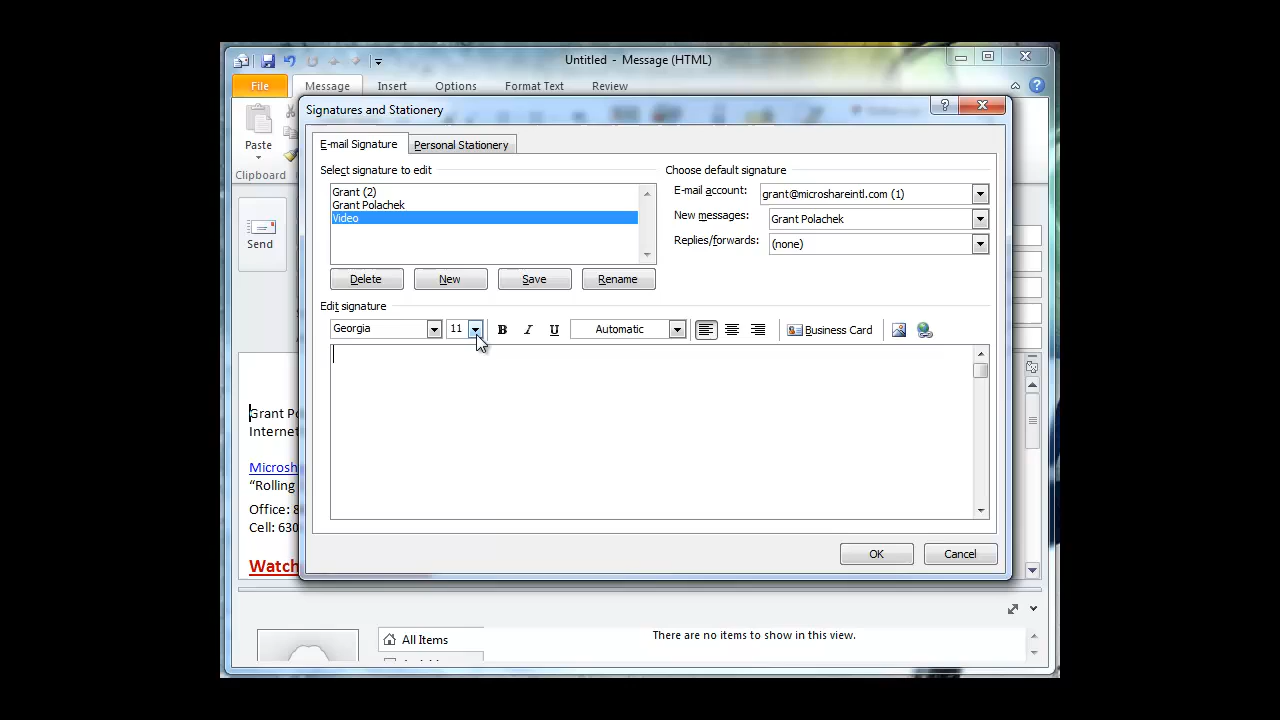 Untitled - Message (HTML)
File Message Insert Options Format Text Review
Signatures and Stationery
Paste
Clipboard
Send
E-mail Signature Personal Stationery
Select signature to edit
Choose default signature
Grant (2)
Grant Polachek
Video
E-mail account: grant@microshareintl.com (1)
New messages: Grant Polachek
Replies/forwards: (none)
Delete New Save Rename
Edit signature
Georgia 11 B I U Automatic Business Card
Grant
Internet
“Rolling
Office:
Cell: 630
Watch
OK Cancel
All Items
There are no items to show in this view.